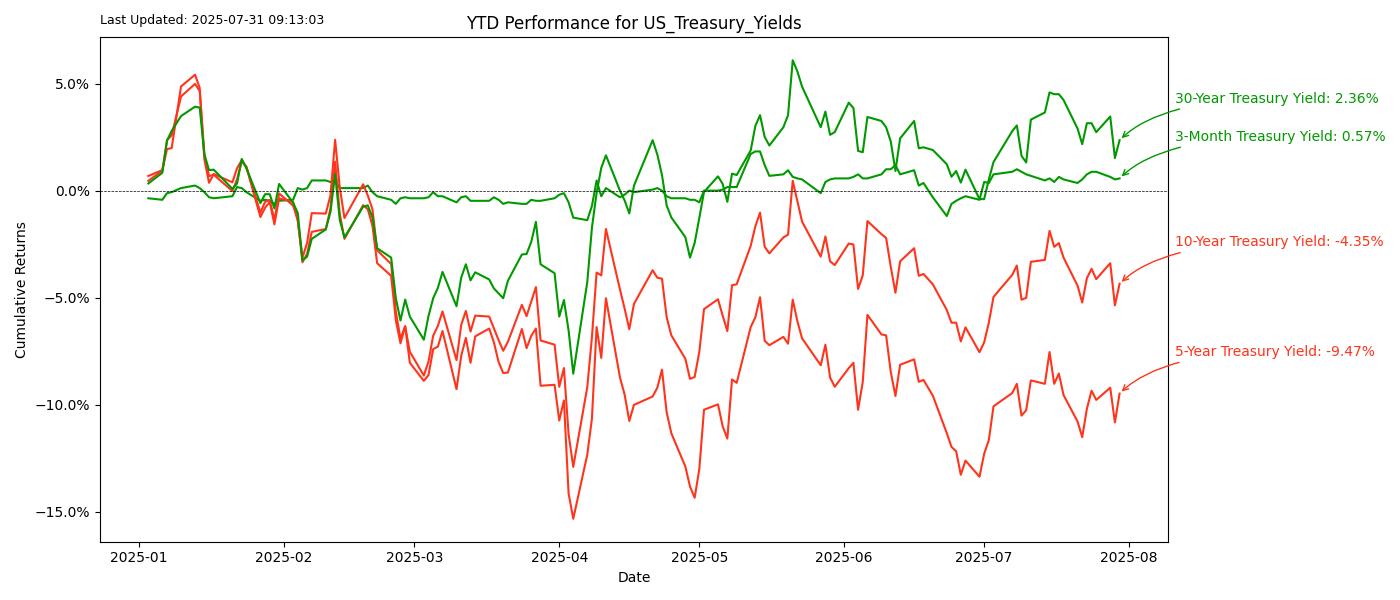 Last Updated: 2025-07-31 09:13:03
YTD Performance for US_Treasury_Yields
Cumulative Returns
5.0%
0.0%
−5.0%
−10.0%
−15.0%
30-Year Treasury Yield: 2.36%
3-Month Treasury Yield: 0.57%
10-Year Treasury Yield: -4.35%
5-Year Treasury Yield: -9.47%
2025-01
2025-02
2025-03
2025-04
2025-05
2025-06
2025-07
2025-08
Date